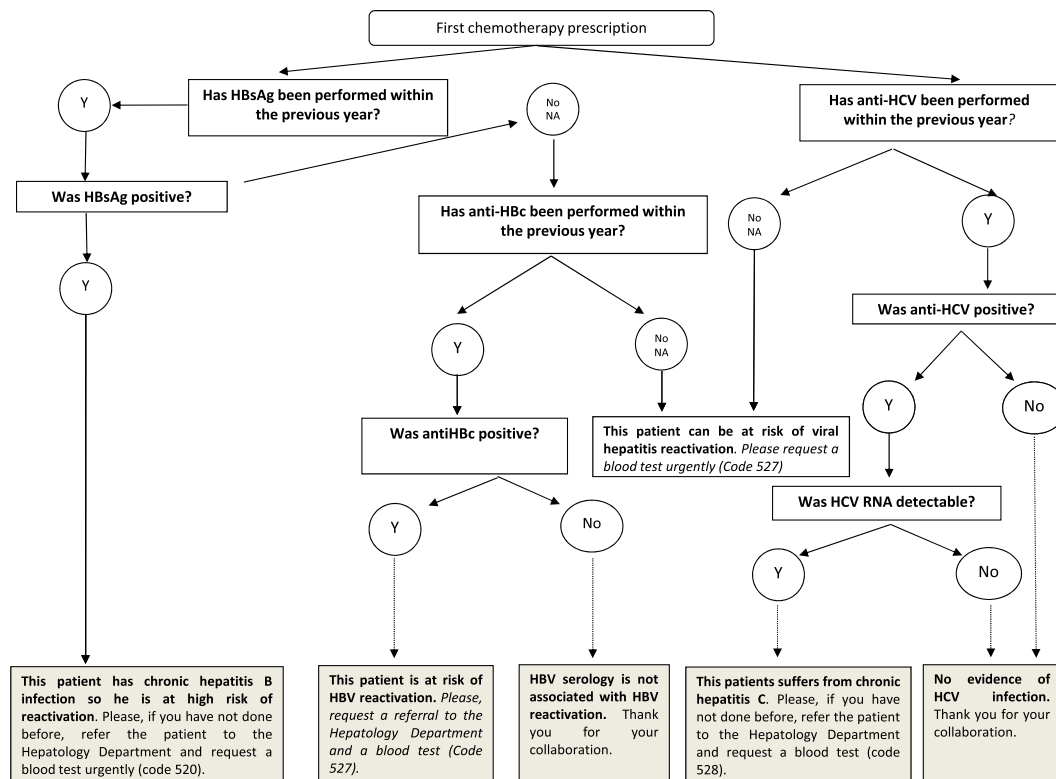 First chemotherapy prescription
Y
Has HBsAg been performed within
the previous year?
No
NA
Has anti-HCV been performed
within the previous year?
Was HBsAg positive?
Has anti-HBc been performed within
the previous year?
No
NA
Y
Y
Was anti-HCV positive?
Y
No
NA
Y
No
Was antiHBc positive?
This patient can be at risk of viral
hepatitis reactivation. Please request a
blood test urgently (Code 527)
Was HCV RNA detectable?
Y
No
Y
No
This patient has chronic hepatitis B
infection so he is at high risk of
reactivation. Please, if you have not done
before, refer the patient to the
Hepatology Department and request a
blood test urgently (code 520).
This patient is at risk of
HBV reactivation. Please,
request a referral to the
Hepatology Department
and a blood test (Code
527).
HBV serology is not
associated with HBV
reactivation. Thank
you for your
collaboration.
This patients suffers from chronic
hepatitis C. Please, if you have
not done before, refer the patient
to the Hepatology Department
and request a blood test (code
528).
No evidence of
HCV infection.
Thank you for your
collaboration.